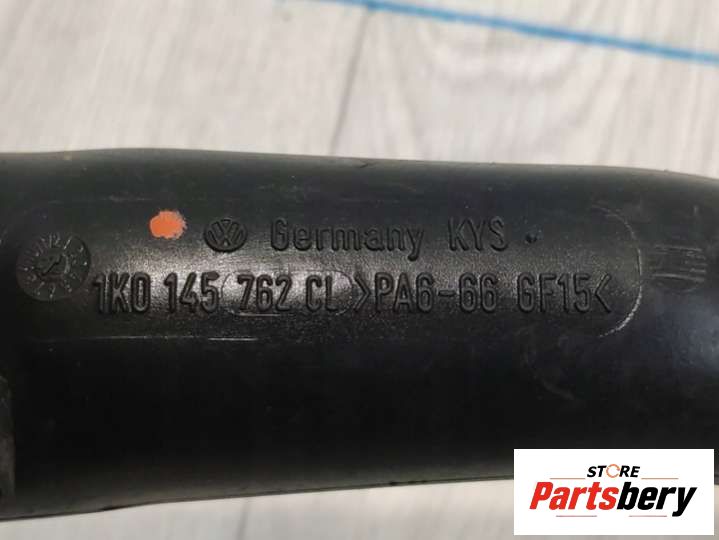 Germany KYS
1K0 145 762 CL >PA6-66 GF15<
STORE
Partsbery